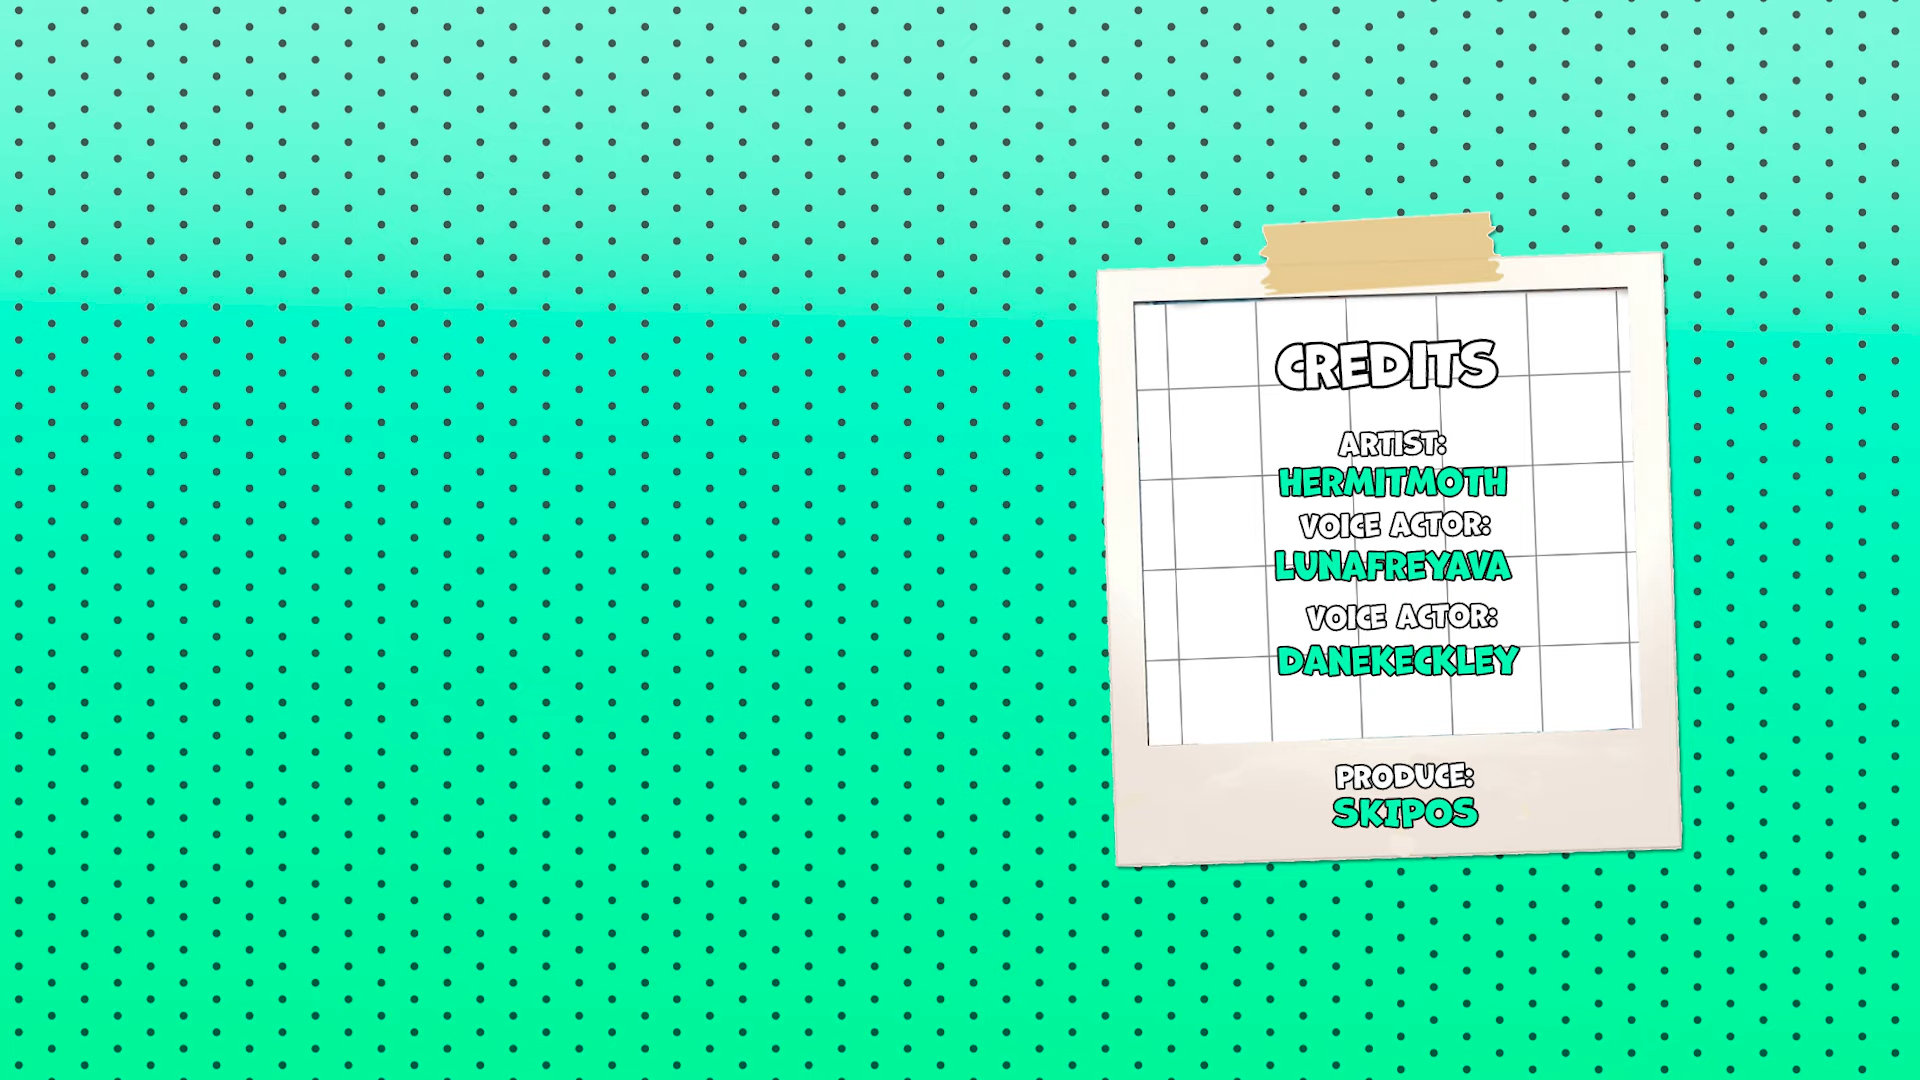 CREDITS
ARTIST:
HERMITMOTH
VOICE ACTOR:
LUNAFREYAVA
VOICE ACTOR:
DANEKECKLEY
PRODUCE:
SKIPOS